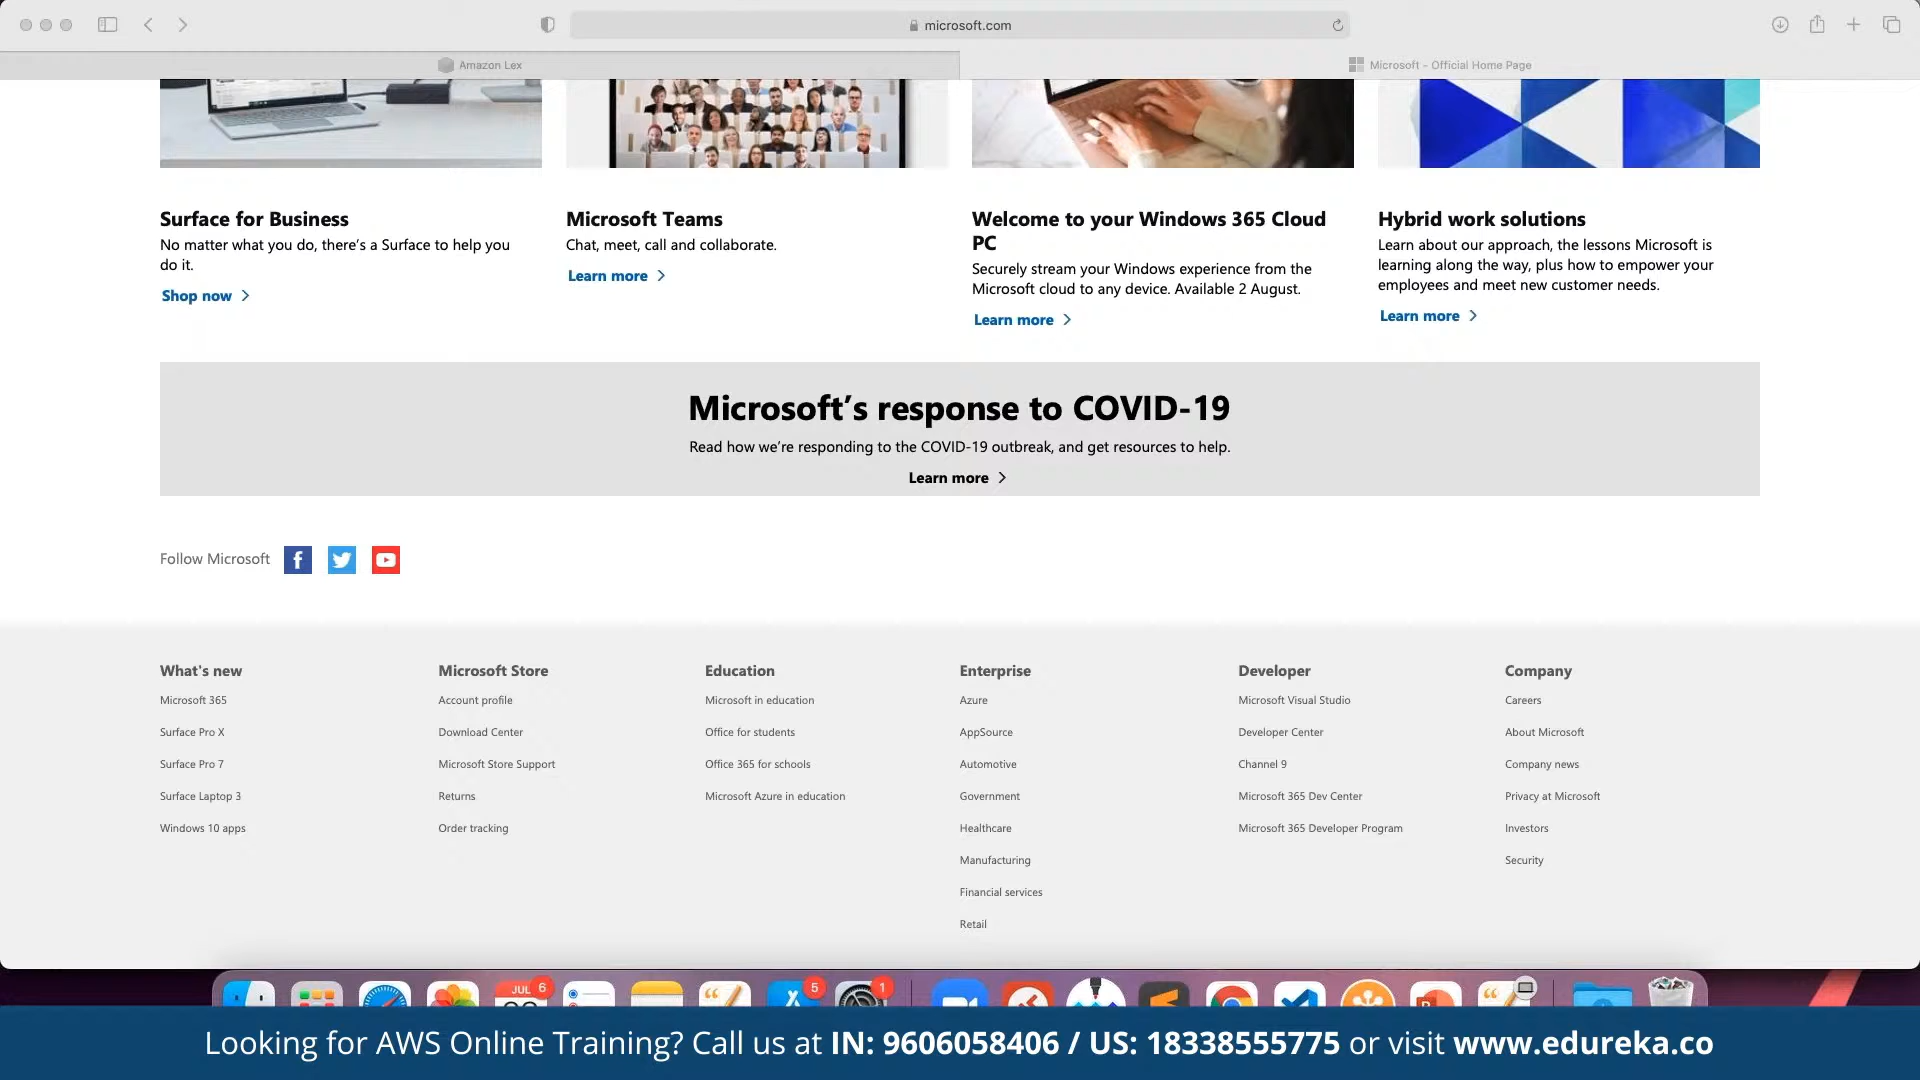 microsoft.com
Amazon Lex
Microsoft - Official Home Page
Surface for Business
No matter what you do, there's a Surface to help you
do it.
Shop now
Microsoft Teams
Chat, meet, call and collaborate.
Learn more
Welcome to your Windows 365 Cloud
PC
Securely stream your Windows experience from the
Microsoft cloud to any device. Available 2 August.
Learn more
Hybrid work solutions
Learn about our approach, the lessons Microsoft is
learning along the way, plus how to empower your
employees and meet new customer needs.
Learn more
Microsoft's response to COVID-19
Read how we're responding to the COVID-19 outbreak, and get resources to help.
Learn more
Follow Microsoft
What's new
Microsoft 365
Surface Pro X
Surface Pro 7
Surface Laptop 3
Windows 10 apps
Microsoft Store
Account profile
Download Center
Microsoft Store Support
Returns
Order tracking
Education
Microsoft in education
Office for students
Office 365 for schools
Microsoft Azure in education
Enterprise
Azure
AppSource
Automotive
Government
Healthcare
Manufacturing
Financial services
Retail
Developer
Microsoft Visual Studio
Developer Center
Channel 9
Microsoft 365 Dev Center
Microsoft 365 Developer Program
Company
Careers
About Microsoft
Company news
Privacy at Microsoft
Investors
Security
JUL
6
5
1
Looking for AWS Online Training? Call us at IN: 9606058406 / US: 18338555775 or visit www.edureka.co